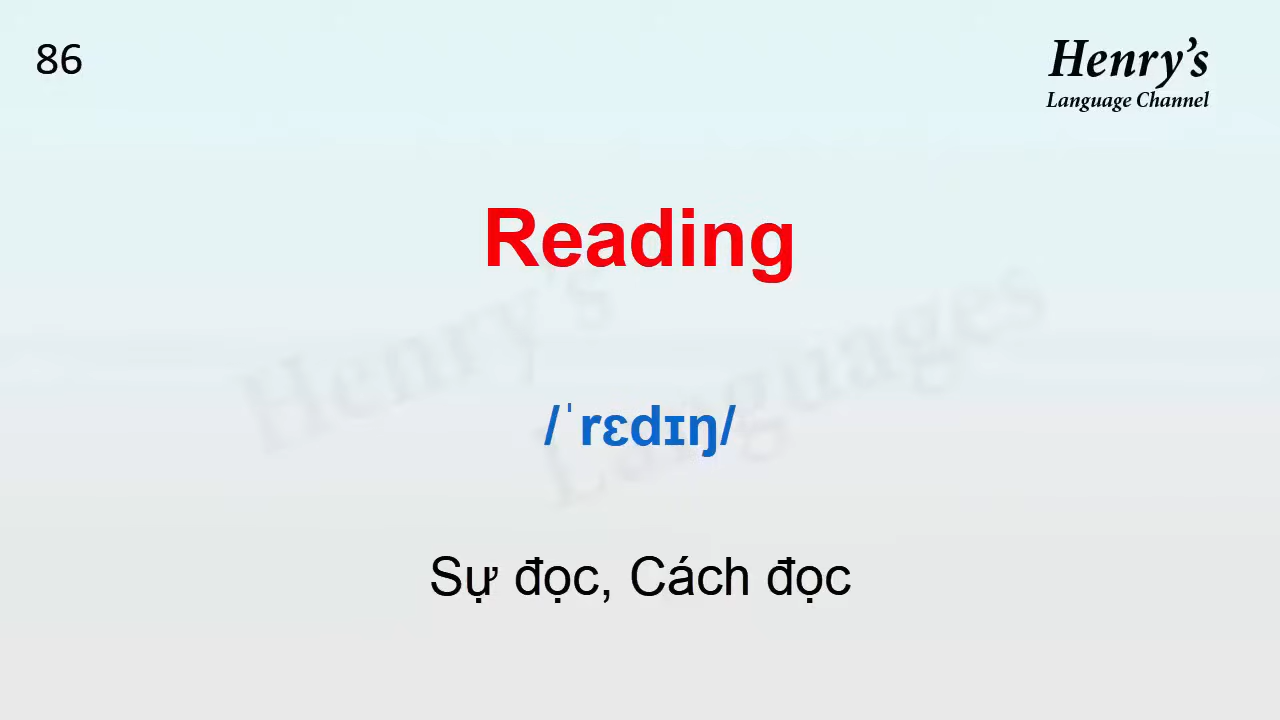 86
Henry's
Language Channel
Reading
Henry's
Languages
/ˈrɛdɪŋ/
Sự đọc, Cách đọc